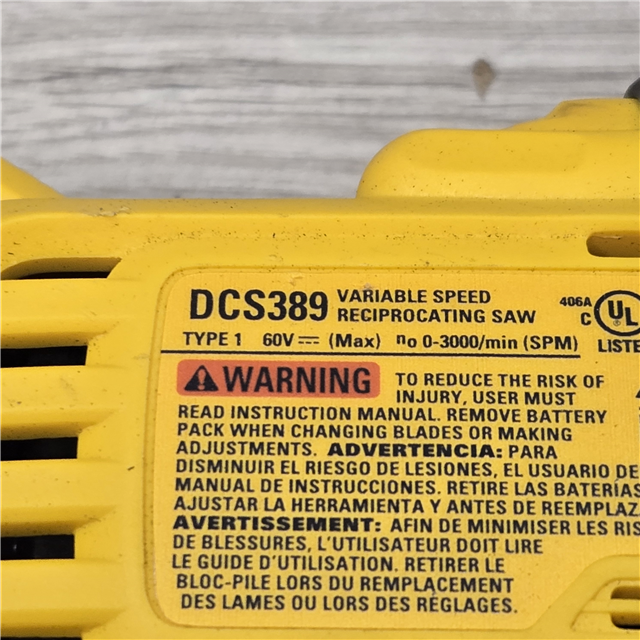 DCS389 VARIABLE SPEED
RECIPROCATING SAW
TYPE 1 60V ⎓ (Max) no 0-3000/min (SPM)
406A
C UL
LISTE
⚠ WARNING TO REDUCE THE RISK OF
INJURY, USER MUST
READ INSTRUCTION MANUAL. REMOVE BATTERY
PACK WHEN CHANGING BLADES OR MAKING
ADJUSTMENTS. ADVERTENCIA: PARA
DISMINUIR EL RIESGO DE LESIONES, EL USUARIO DE
MANUAL DE INSTRUCCIONES. RETIRE LAS BATERÍAS
AJUSTAR LA HERRAMIENTA Y ANTES DE REEMPLAZA
AVERTISSEMENT: AFIN DE MINIMISER LES RIS
DE BLESSURES, L'UTILISATEUR DOIT LIRE
LE GUIDE D'UTILISATION. RETIRER LE
BLOC-PILE LORS DU REMPLACEMENT
DES LAMES OU LORS DES RÉGLAGES.